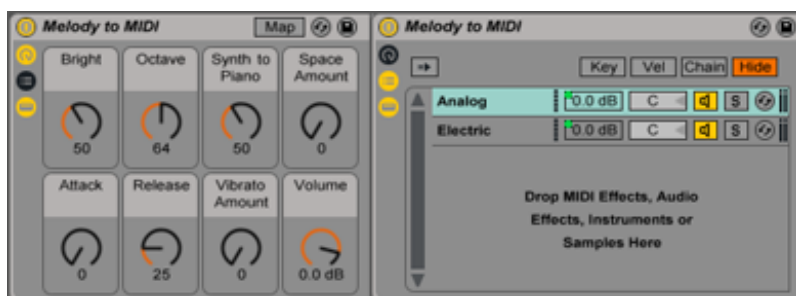 Melody to MIDI
Map
Bright
Octave
Synth to
Piano
Space
Amount
50
64
50
0
Attack
Release
Vibrato
Amount
Volume
0
25
0
0.0 dB
Melody to MIDI
Key Vel Chain Hide
Analog 0.0 dB C S
Electric 0.0 dB C S
Drop MIDI Effects, Audio
Effects, Instruments or
Samples Here